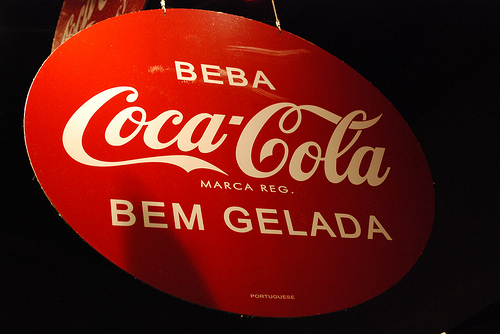 BEBA
Coca-Cola
MARCA REG.
BEM GELADA
PORTUGUESE